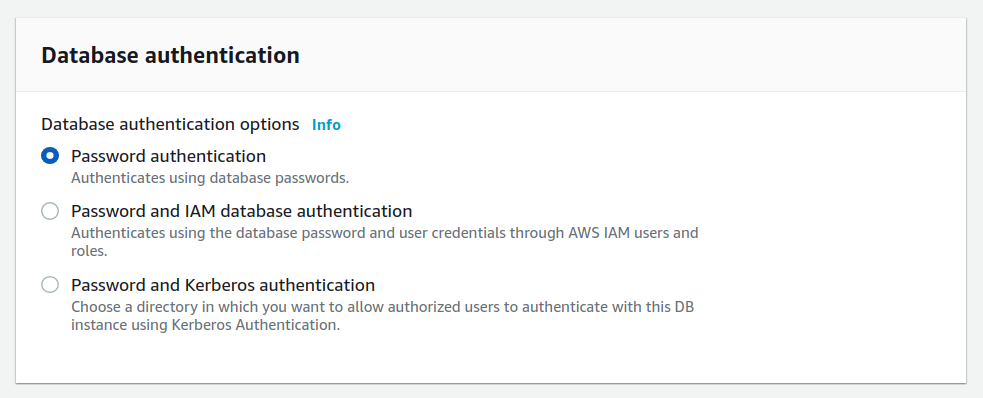 Database authentication
Database authentication options Info
Password authentication
Authenticates using database passwords.
Password and IAM database authentication
Authenticates using the database password and user credentials through AWS IAM users and
roles.
Password and Kerberos authentication
Choose a directory in which you want to allow authorized users to authenticate with this DB
instance using Kerberos Authentication.